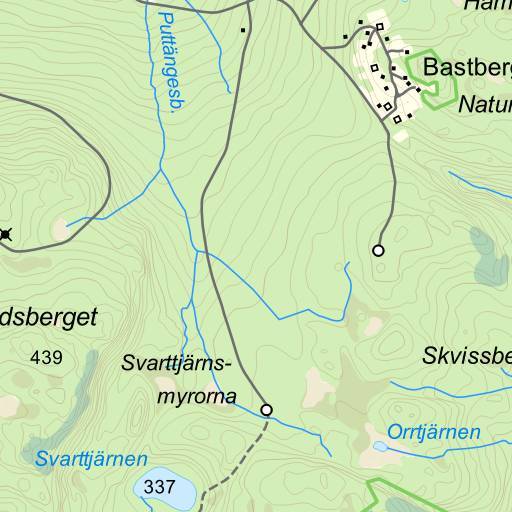 Puttängesb.
Bastberg
Natur
dsberget
439
Svarttjärns-
myrorna
Skvissbe
Orrtjärnen
Svarttjärnen
337